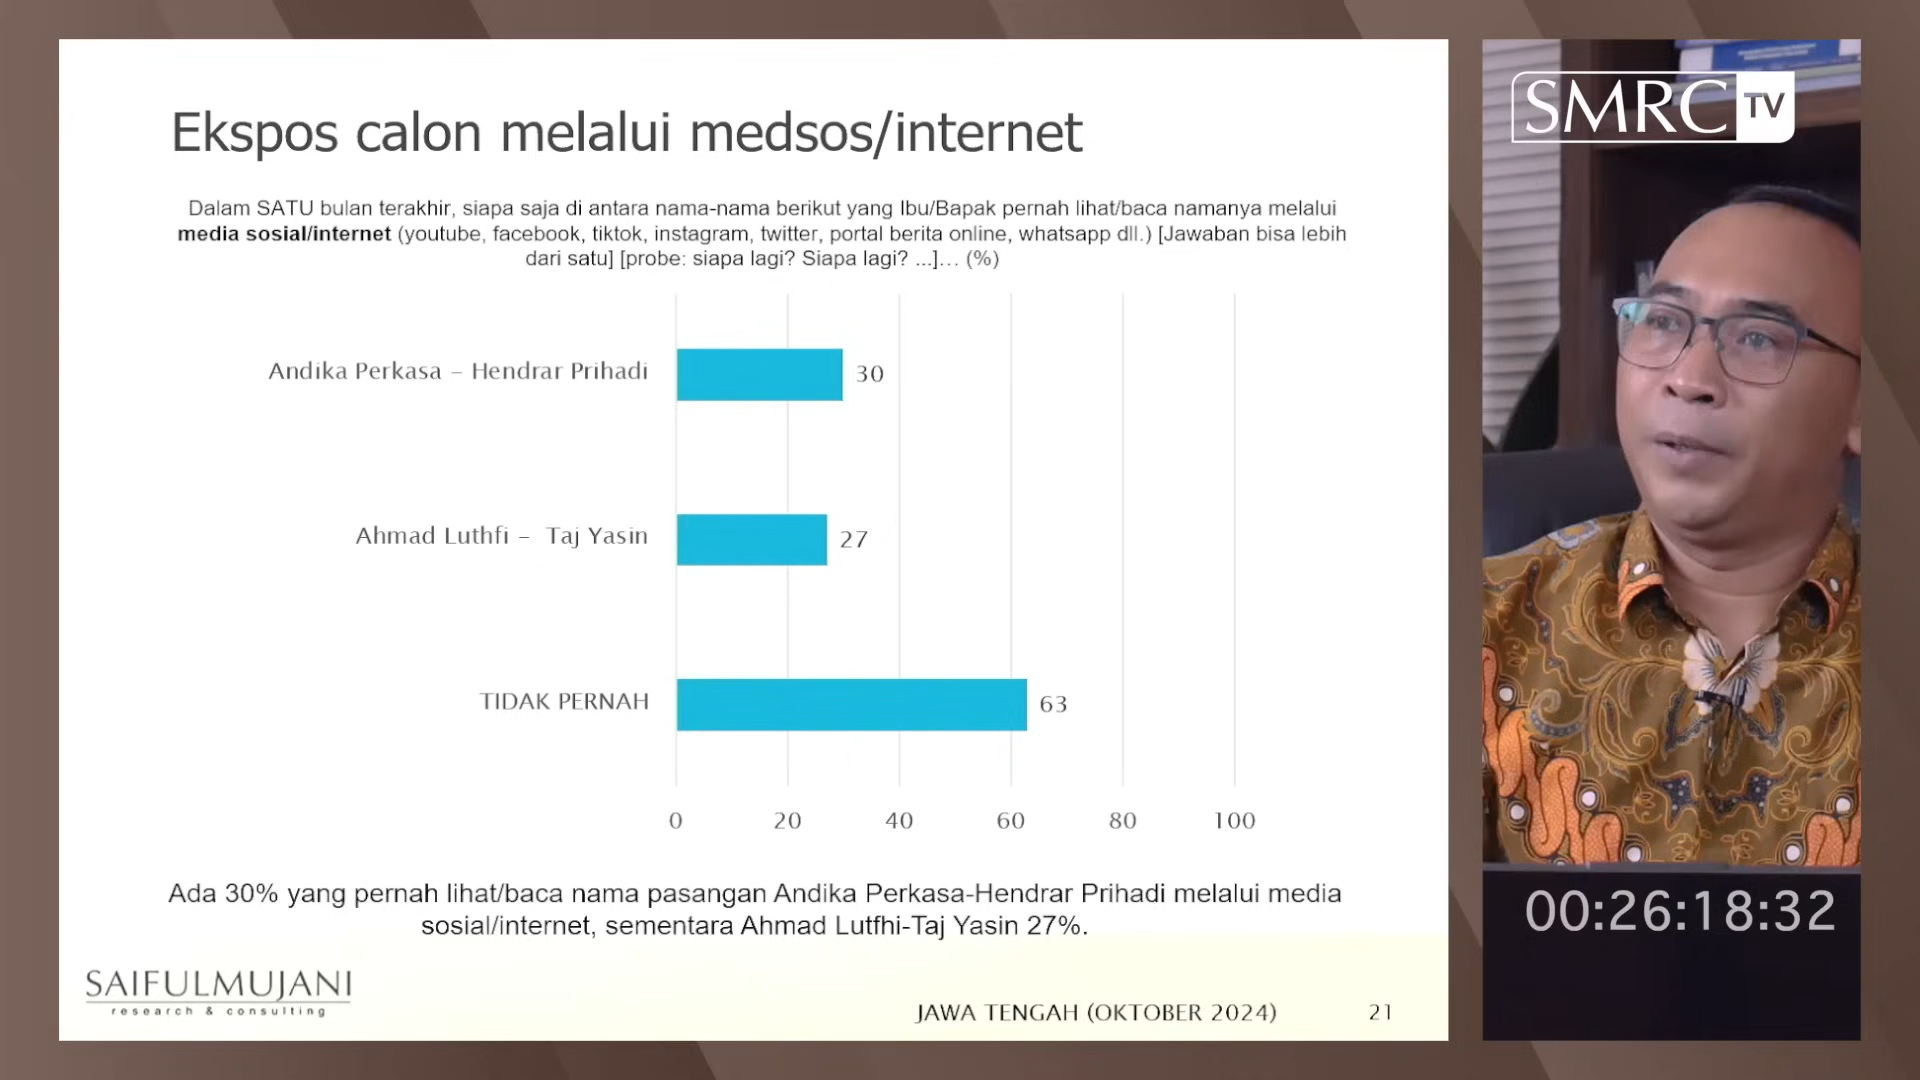 Ekspos calon melalui medsos/internet
Dalam SATU bulan terakhir, siapa saja di antara nama-nama berikut yang Ibu/Bapak pernah lihat/baca namanya melalui
media sosial/internet (youtube, facebook, tiktok, instagram, twitter, portal berita online, whatsapp dll.) [Jawaban bisa lebih
dari satu] [probe: siapa lagi? Siapa lagi? ...]… (%)
Andika Perkasa – Hendrar Prihadi 30
Ahmad Luthfi – Taj Yasin 27
TIDAK PERNAH 63
0 20 40 60 80 100
Ada 30% yang pernah lihat/baca nama pasangan Andika Perkasa-Hendrar Prihadi melalui media
sosial/internet, sementara Ahmad Lutfhi-Taj Yasin 27%.
SAIFULMUJANI
research & consulting
JAWA TENGAH (OKTOBER 2024) 21
SMRC TV
00:26:18:32